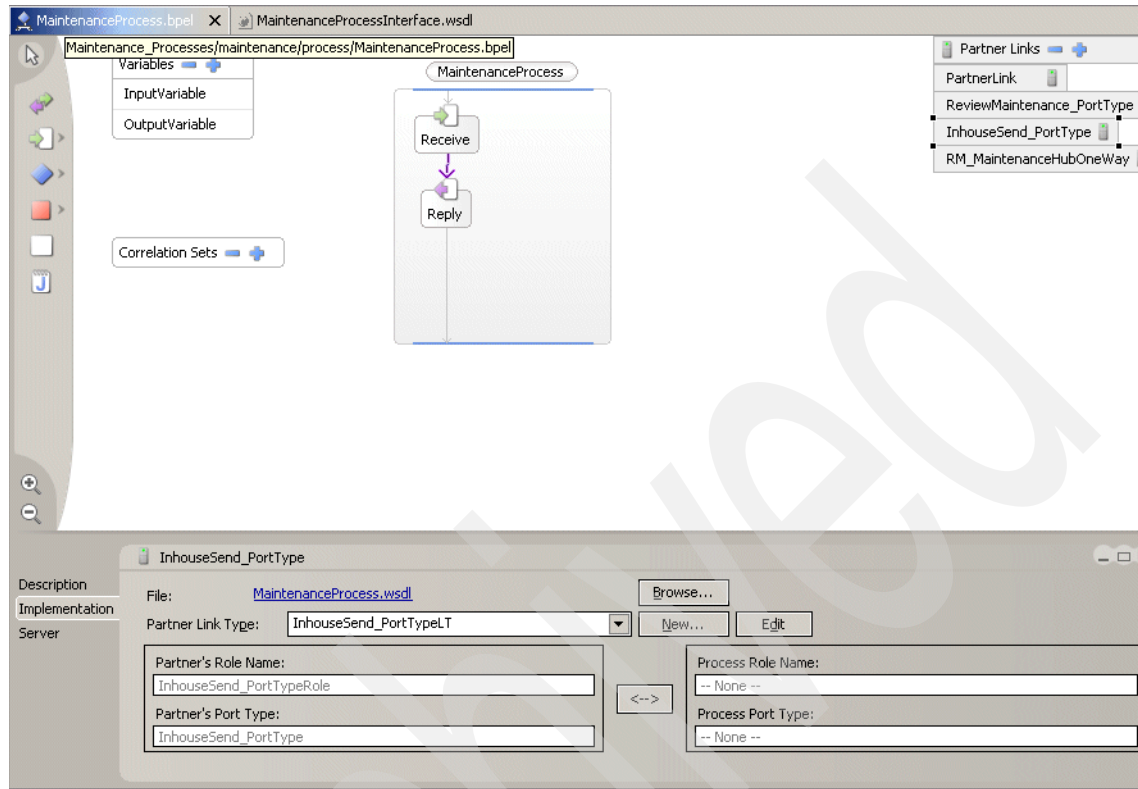 MaintenanceProcess.bpel X MaintenanceProcessInterface.wsdl
Maintenance_Processes/maintenance/process/MaintenanceProcess.bpel
Variables
InputVariable
OutputVariable
Correlation Sets
MaintenanceProcess
Receive
Reply
Partner Links
PartnerLink
ReviewMaintenance_PortType
InhouseSend_PortType
RM_MaintenanceHubOneWay
J
InhouseSend_PortType
Description
Implementation
Server
File: MaintenanceProcess.wsdl Browse...
Partner Link Type: InhouseSend_PortTypeLT New... Edit
Partner's Role Name:
InhouseSend_PortTypeRole
Partner's Port Type:
InhouseSend_PortType
<-->
Process Role Name:
-- None --
Process Port Type:
-- None --
hived